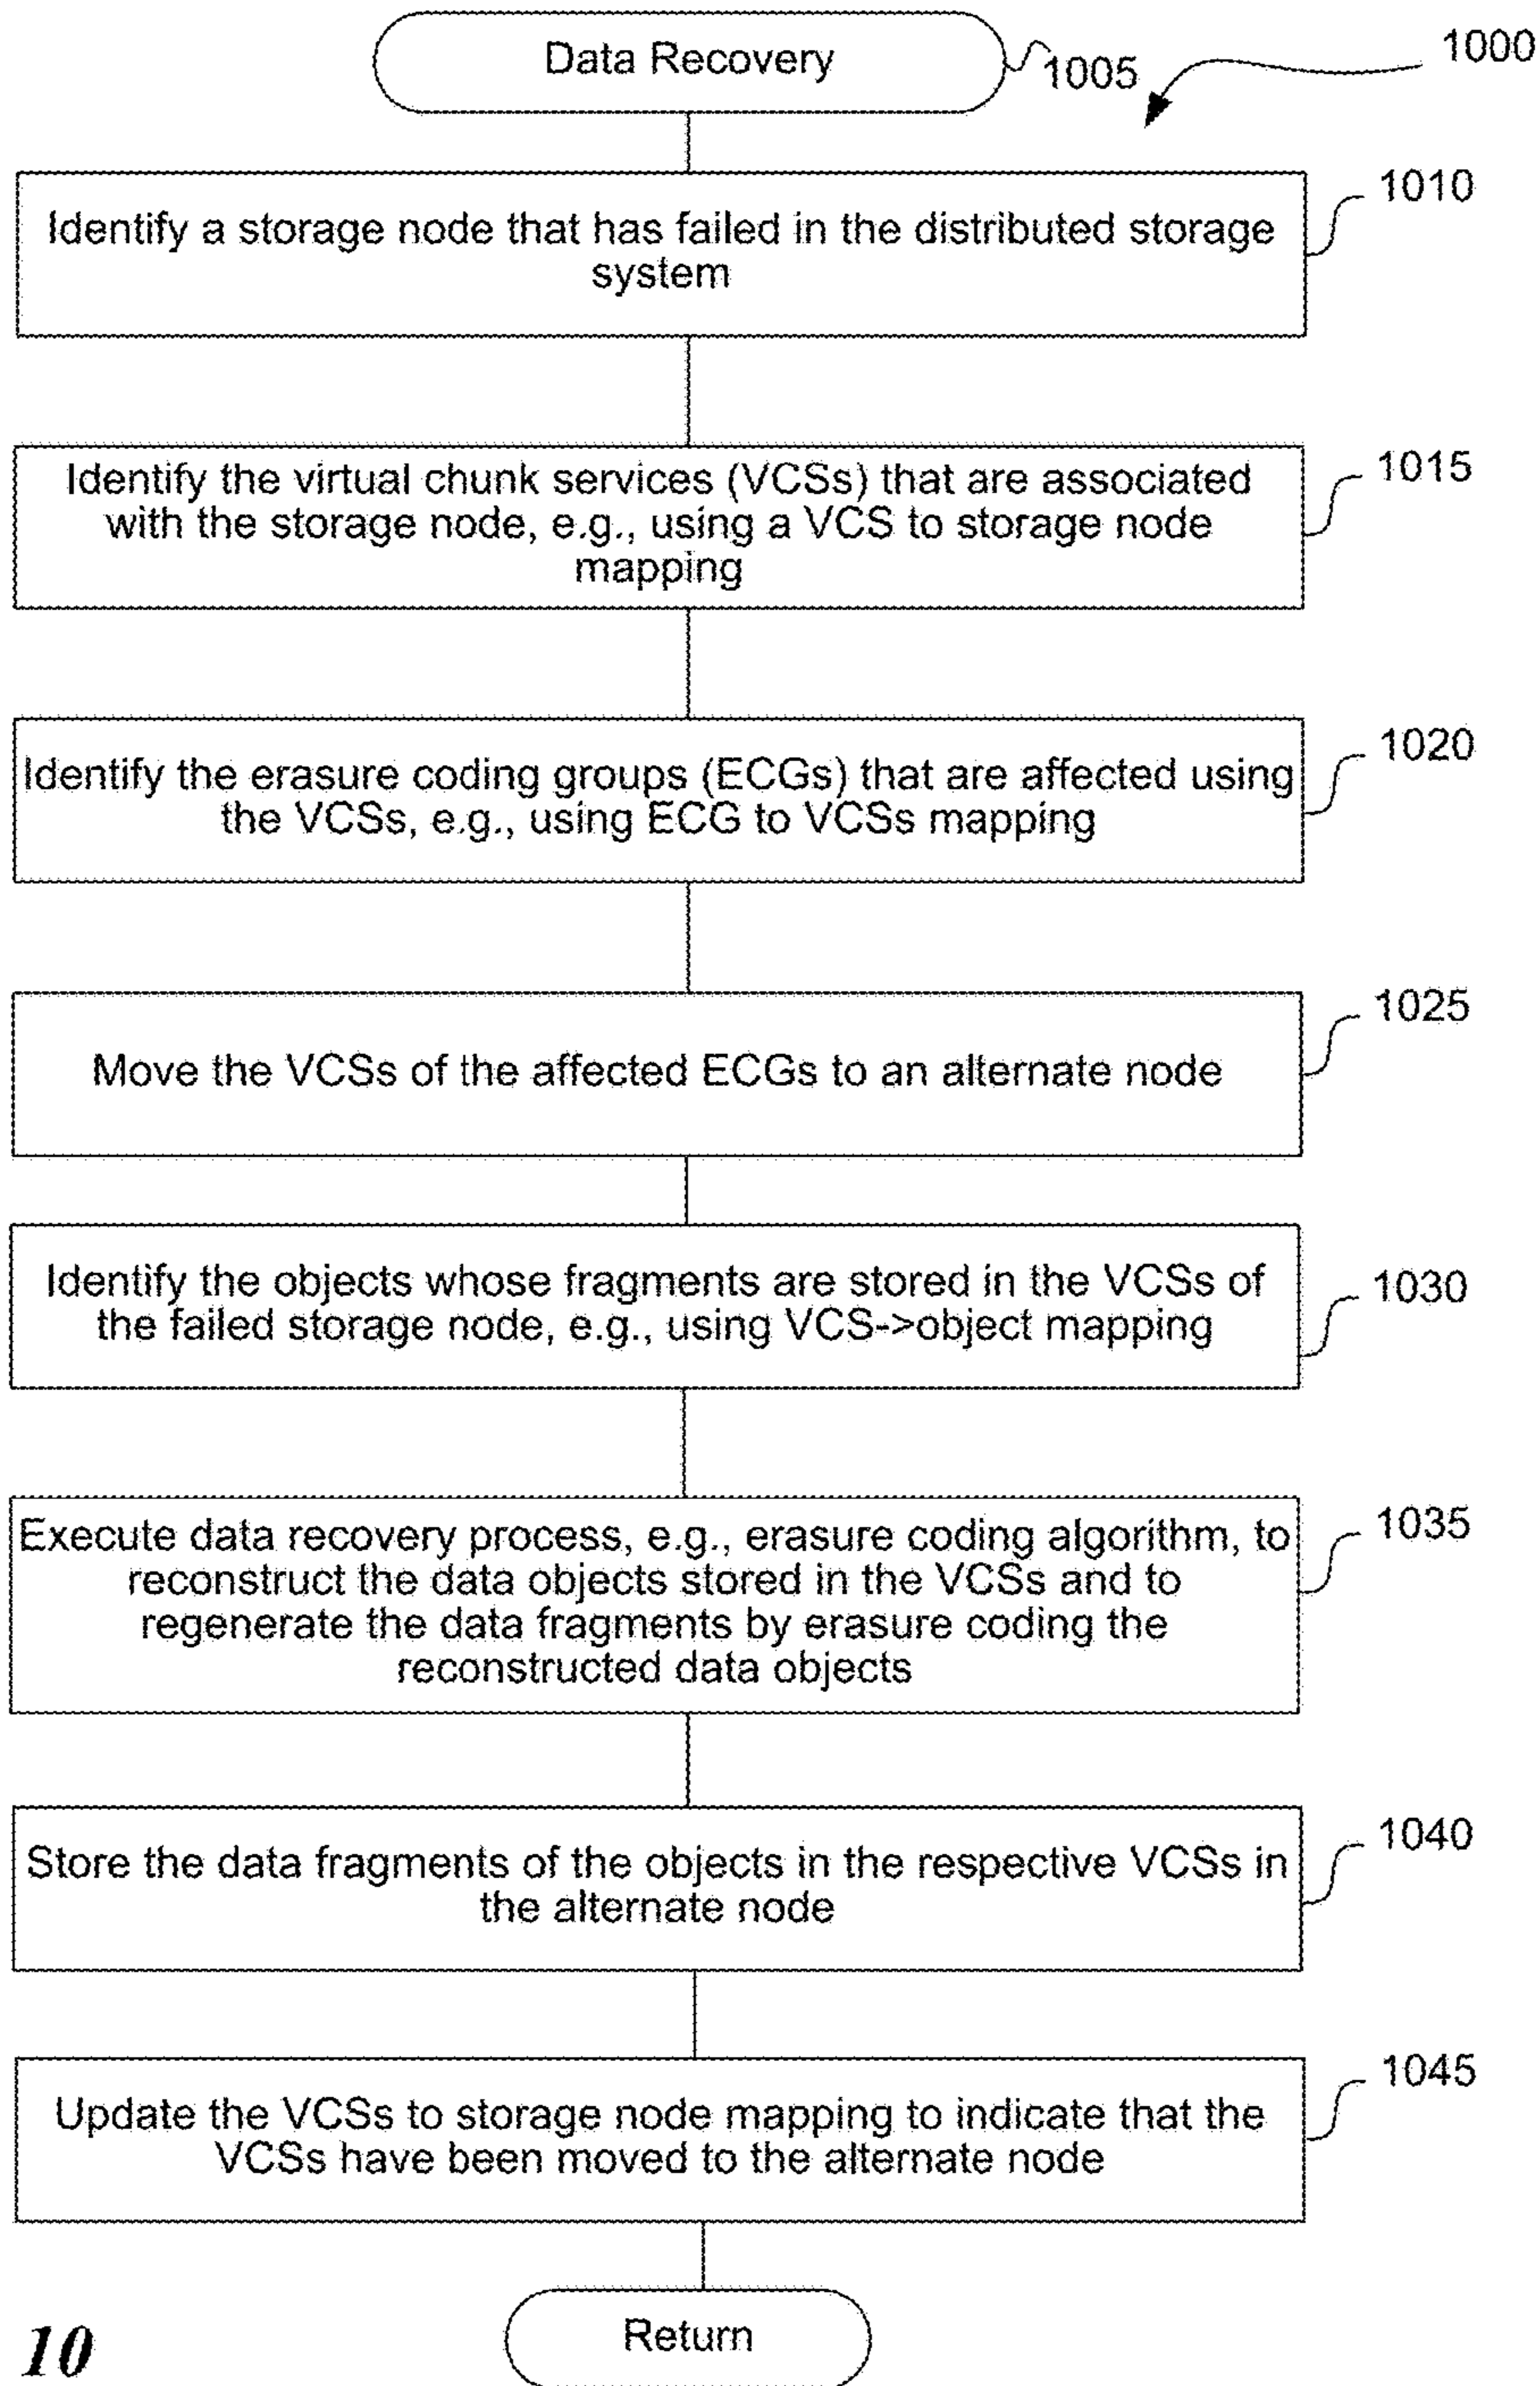 Data Recovery
1005
1000
Identify a storage node that has failed in the distributed storage
system
1010
Identify the virtual chunk services (VCSs) that are associated
with the storage node, e.g., using a VCS to storage node
mapping
1015
Identify the erasure coding groups (ECGs) that are affected using
the VCSs, e.g., using ECG to VCSs mapping
1020
Move the VCSs of the affected ECGs to an alternate node
1025
Identify the objects whose fragments are stored in the VCSs of
the failed storage node, e.g., using VCS->object mapping
1030
Execute data recovery process, e.g., erasure coding algorithm, to
reconstruct the data objects stored in the VCSs and to
regenerate the data fragments by erasure coding the
reconstructed data objects
1035
Store the data fragments of the objects in the respective VCSs in
the alternate node
1040
Update the VCSs to storage node mapping to indicate that the
VCSs have been moved to the alternate node
1045
Return
10